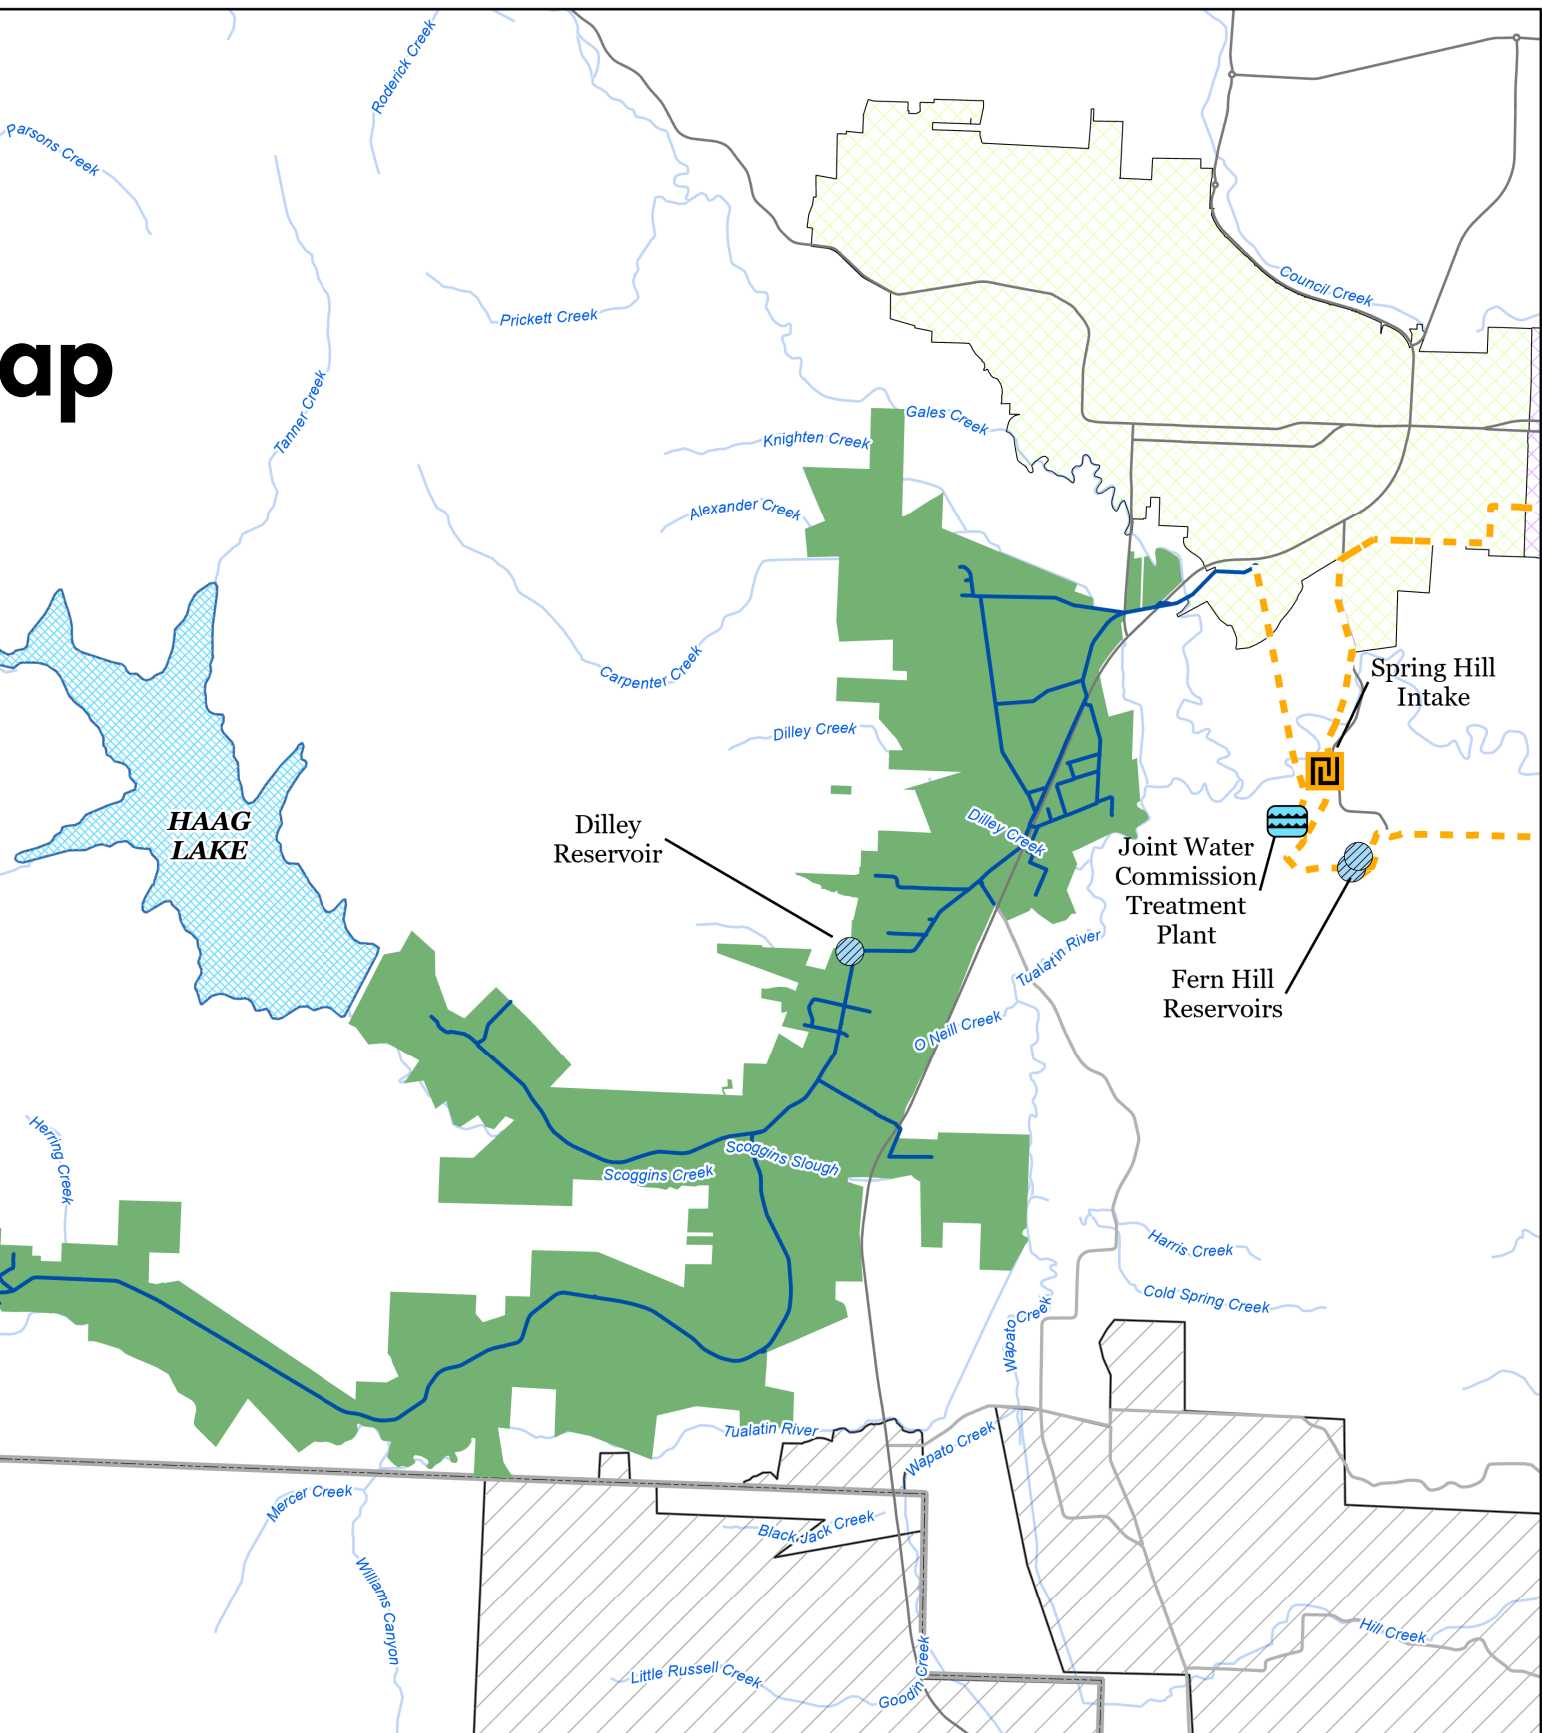 Roderick Creek
Parsons Creek
Council Creek
Prickett Creek
ap
Tanner Creek
Gales Creek
Knighten Creek
Alexander Creek
Carpenter Creek
Spring Hill
Intake
Dilley Creek
HAAG
LAKE
Dilley
Reservoir
Dilley Creek
Joint Water
Commission
Treatment
Plant
Tualatin River
Fern Hill
Reservoirs
O Neill Creek
Herring Creek
Scoggins Slough
Scoggins Creek
Harris Creek
Cold Spring Creek
Wapato Creek
Tualatin River
Wapato Creek
Mercer Creek
Black Jack Creek
Williams Canyon
Hill Creek
Little Russell Creek
Goodin Creek